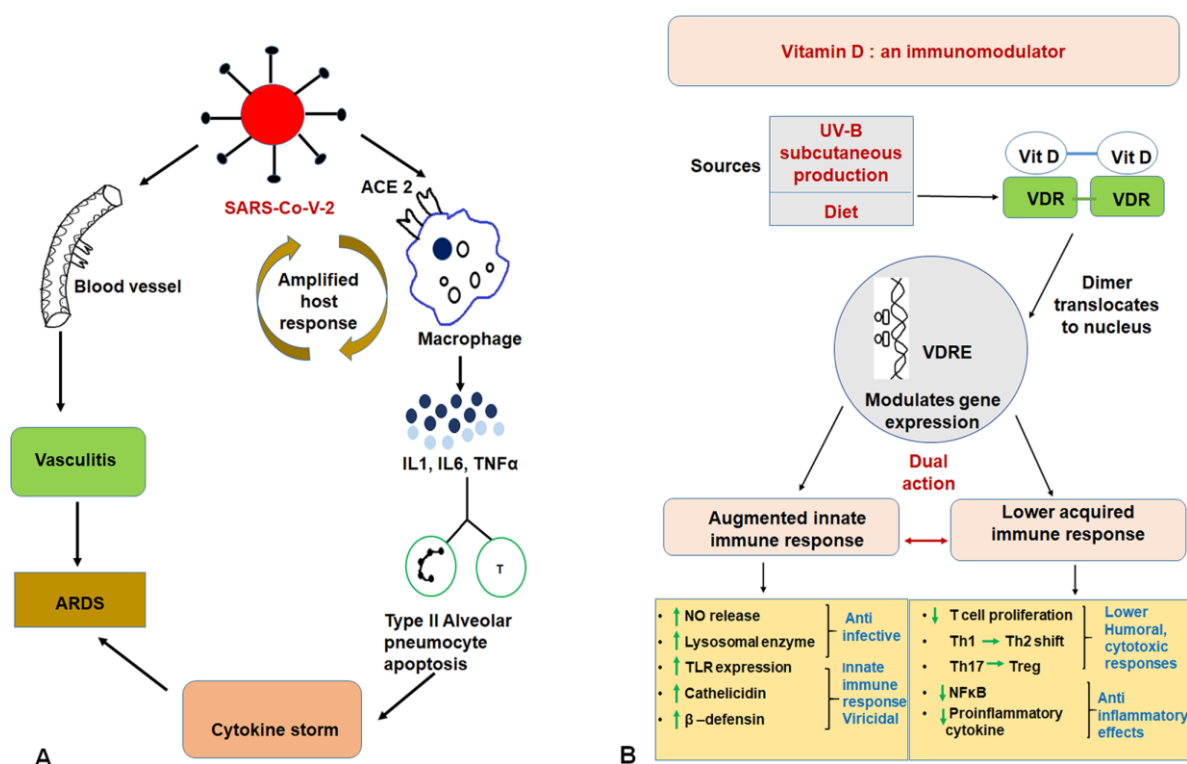 SARS-Co-V-2
ACE 2
Blood vessel
Amplified
host
response
Macrophage
IL1, IL6, TNFα
Vasculitis
T
ARDS
Type II Alveolar
pneumocyte
apoptosis
Cytokine storm
A
Vitamin D : an immunomodulator
Sources
UV-B
subcutaneous
production
Diet
Vit D
Vit D
VDR
VDR
Dimer
translocates
to nucleus
VDRE
Modulates gene
expression
Dual
action
Augmented innate
immune response
Lower acquired
immune response
• ↑ NO release
• ↑ Lysosomal enzyme
Anti
infective
• ↑ TLR expression
• ↑ Cathelicidin
• ↑ β –defensin
Innate
immune
response
Viricidal
• ↓ T cell proliferation
• Th1 → Th2 shift
• Th17 → Treg
Lower
Humoral,
cytotoxic
responses
• ↓ NFκB
• ↓ Proinflammatory
cytokine
Anti
inflammatory
effects
B